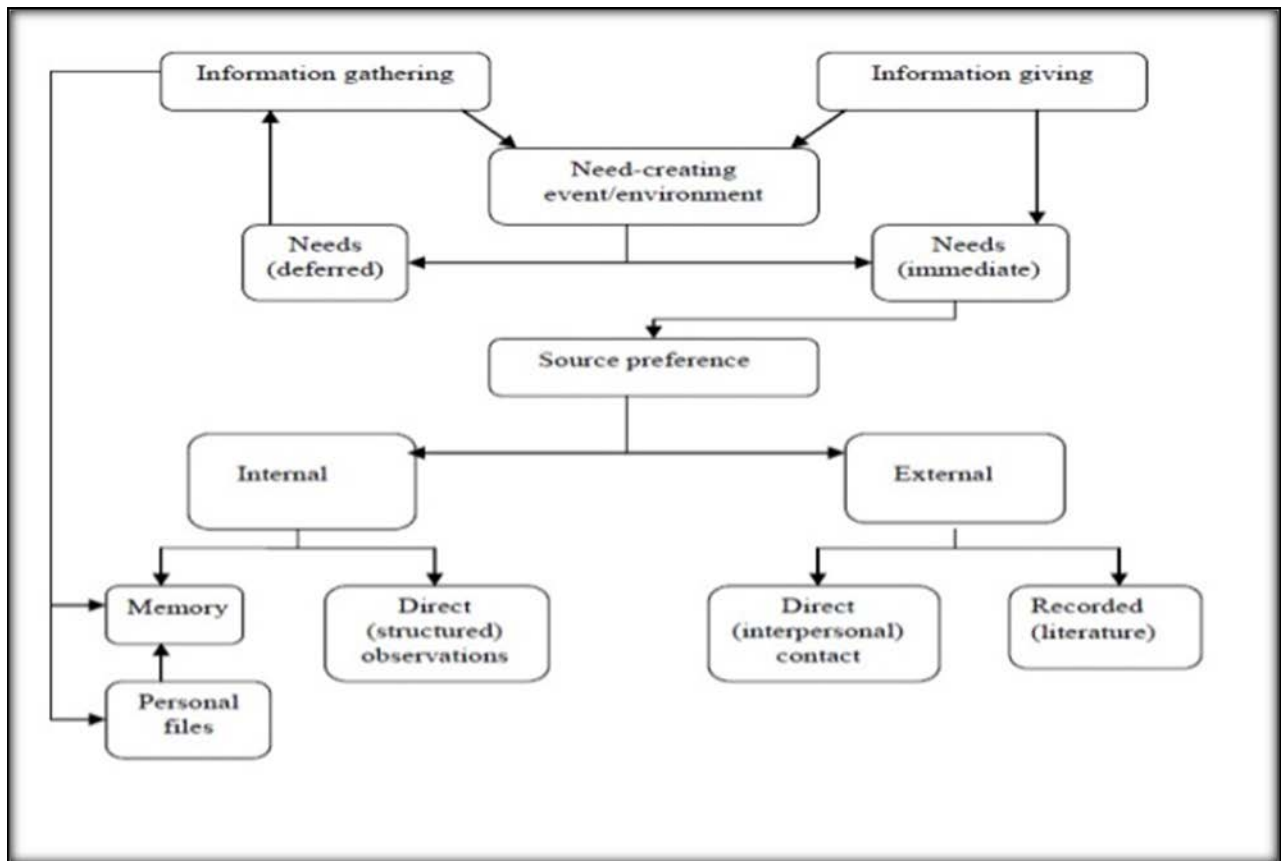 Information gathering
Information giving
Need-creating
event/environment
Needs
(deferred)
Needs
(immediate)
Source preference
Internal
External
Memory
Direct
(structured)
observations
Direct
(interpersonal)
contact
Recorded
(literature)
Personal
files